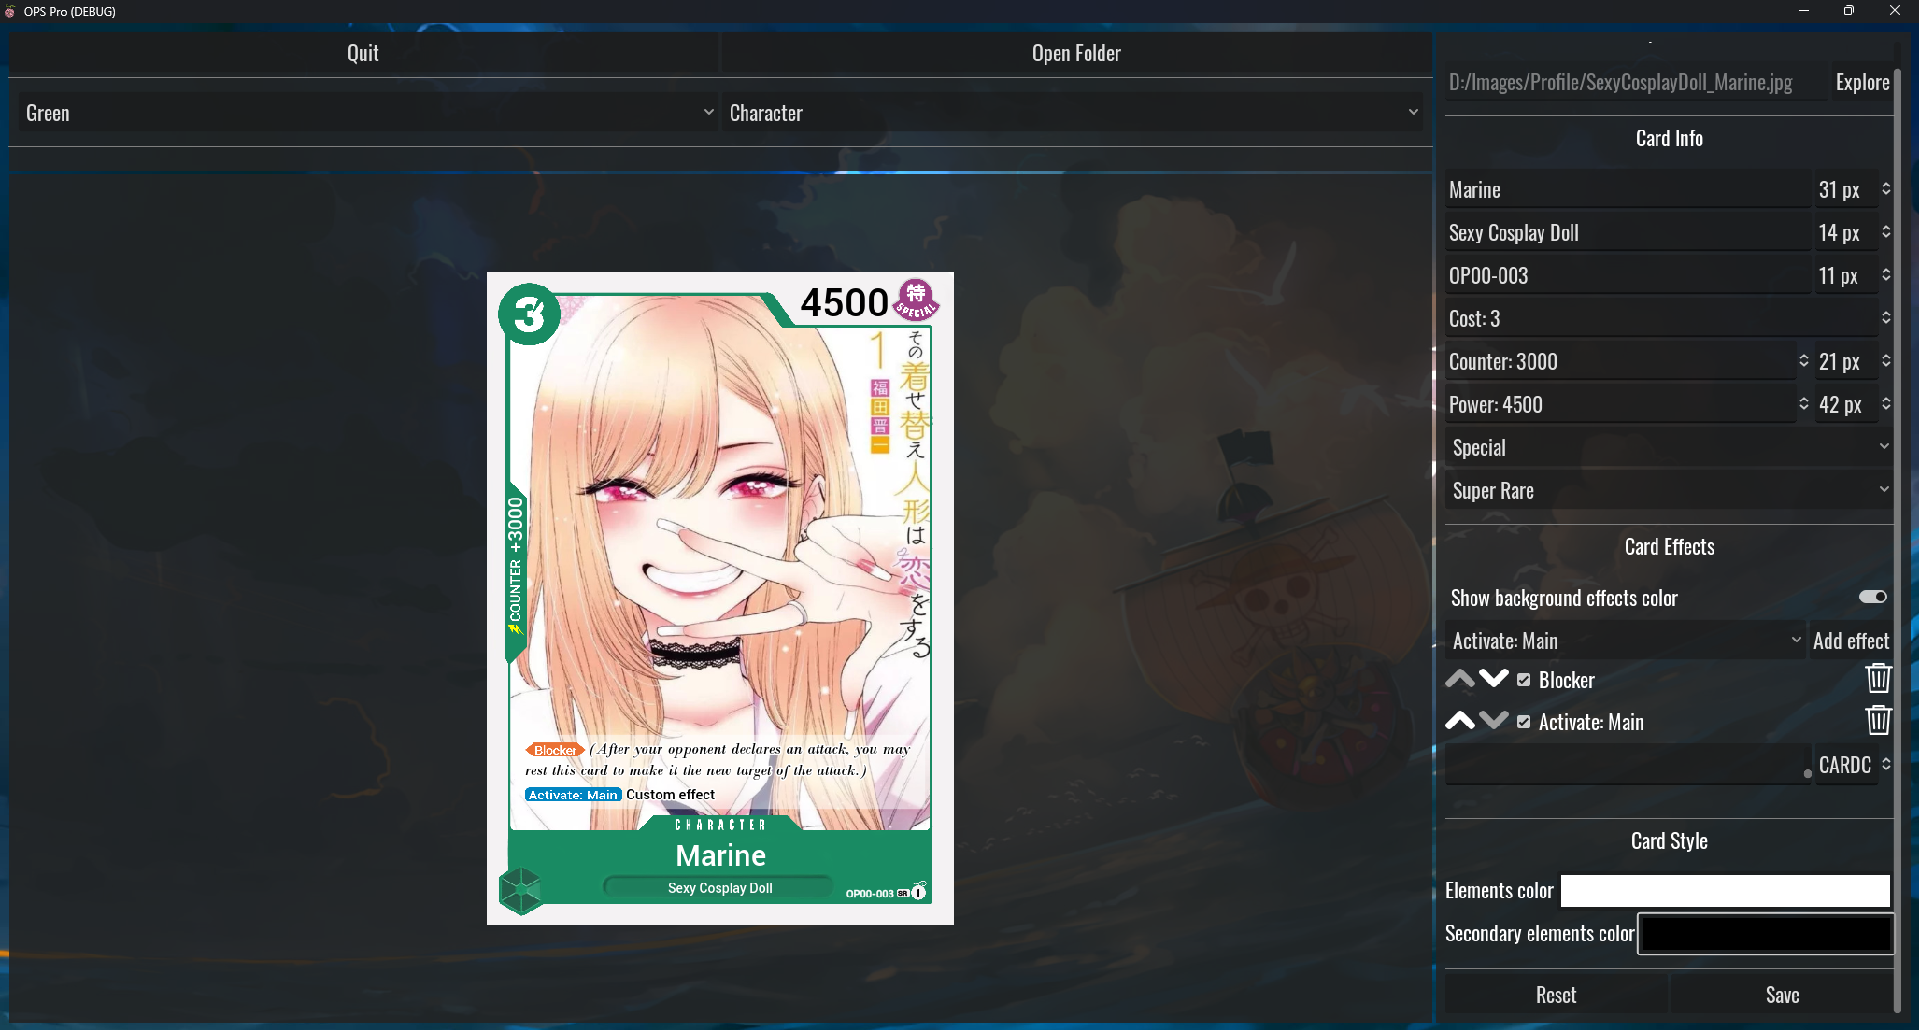 OPS Pro (DEBUG)
Quit
Open Folder
Green
Character
3
4500
特
SPECIAL
1
その着せ替え人形は恋をする
福田晋一
COUNTER +3000
Blocker (After your opponent declares an attack, you may
rest this card to make it the new target of the attack.)
Activate: Main Custom effect
CHARACTER
Marine
Sexy Cosplay Doll
OP00-003 SR 1
D:/Images/Profile/SexyCosplayDoll_Marine.jpg
Explore
Card Info
Marine 31 px
Sexy Cosplay Doll 14 px
OP00-003 11 px
Cost: 3
Counter: 3000 21 px
Power: 4500 42 px
Special
Super Rare
Card Effects
Show background effects color
Activate: Main Add effect
Blocker
Activate: Main
CARDC
Card Style
Elements color
Secondary elements color
Reset
Save